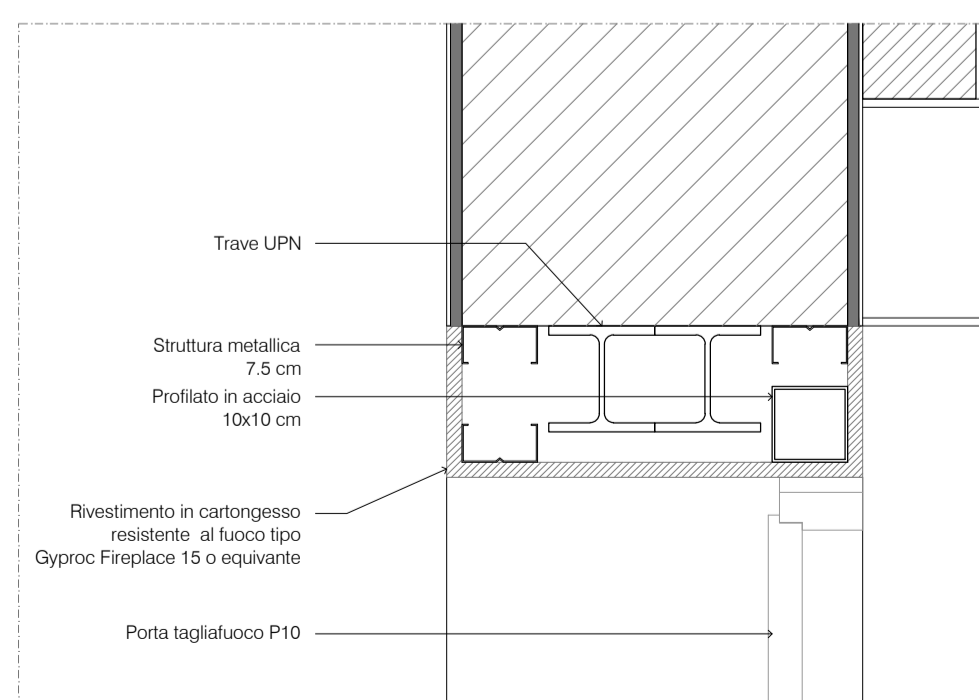 Trave UPN
Struttura metallica
7.5 cm
Profilato in acciaio
10x10 cm
Rivestimento in cartongesso
resistente al fuoco tipo
Gyproc Fireplace 15 o equivante
Porta tagliafuoco P10